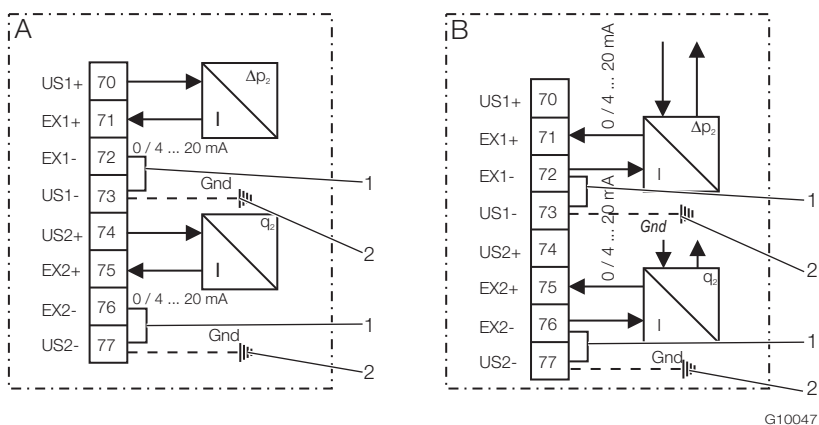 A
US1+ 70 Δp₂
EX1+ 71 I
EX1- 72 0 / 4 ... 20 mA
1
US1- 73 Gnd
US2+ 74 q₂
2
EX2+ 75 I
EX2- 76 0 / 4 ... 20 mA
1
US2- 77 Gnd
2
B
0 / 4 ... 20 mA
US1+ 70
EX1+ 71 Δp₂
EX1- 72 I
1
US1- 73 Gnd
0 / 4 ... 20 mA
US2+ 74
2
EX2+ 75 q₂
EX2- 76 I
1
US2- 77 Gnd
2
G10047